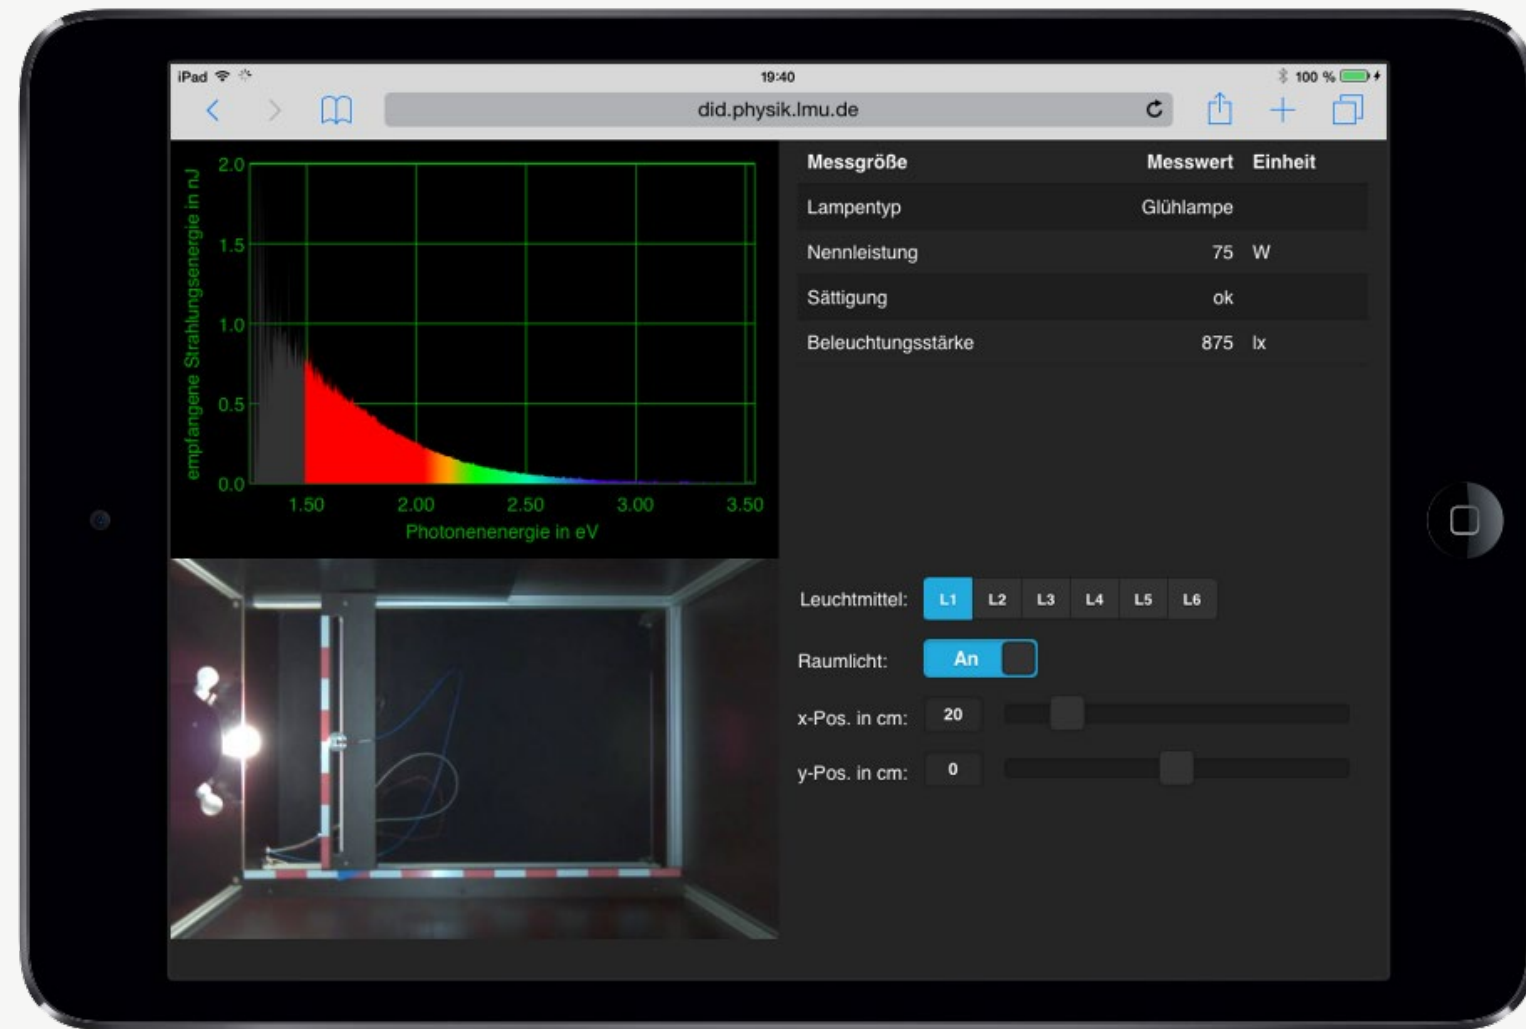 iPad 19:40 100 %
did.physik.lmu.de
empfangene Strahlungsenergie in nJ
2.0
1.5
1.0
0.5
0.0
1.50 2.00 2.50 3.00 3.50
Photonenenergie in eV
Messgröße Messwert Einheit
Lampentyp Glühlampe
Nennleistung 75 W
Sättigung ok
Beleuchtungsstärke 875 lx
Leuchtmittel: L1 L2 L3 L4 L5 L6
Raumlicht: An
x-Pos. in cm: 20
y-Pos. in cm: 0